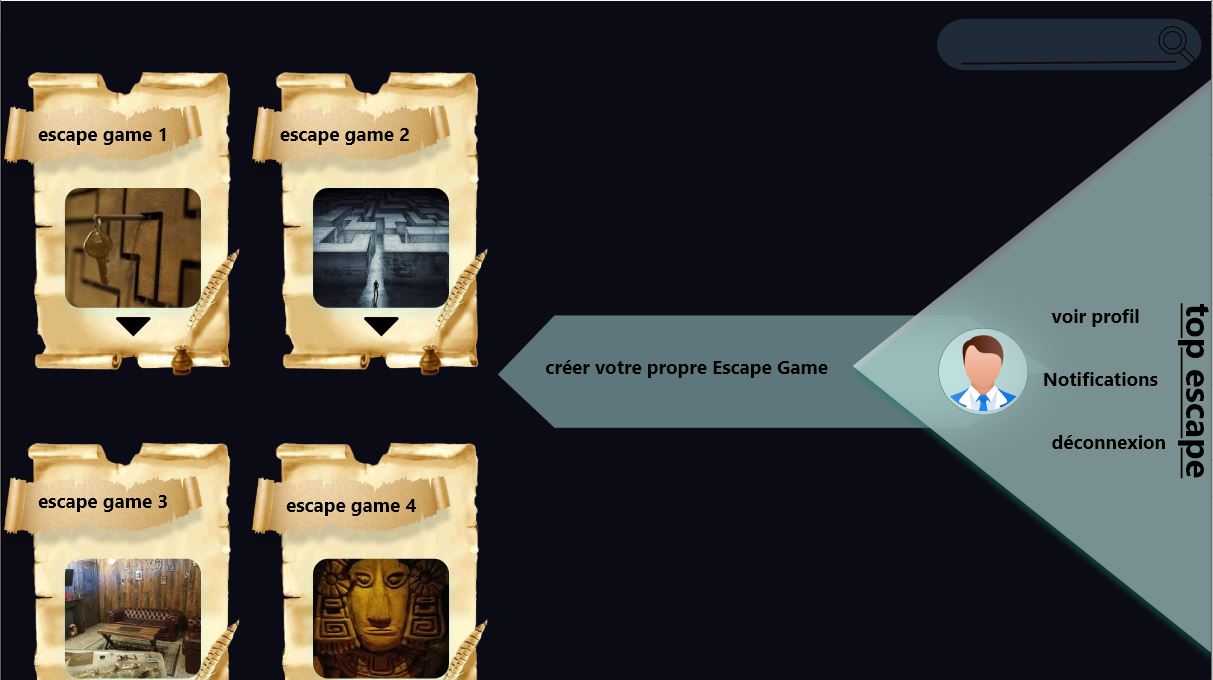 escape game 1
escape game 2
créer votre propre Escape Game
voir profil
Notifications
déconnexion
top escape
escape game 3
escape game 4